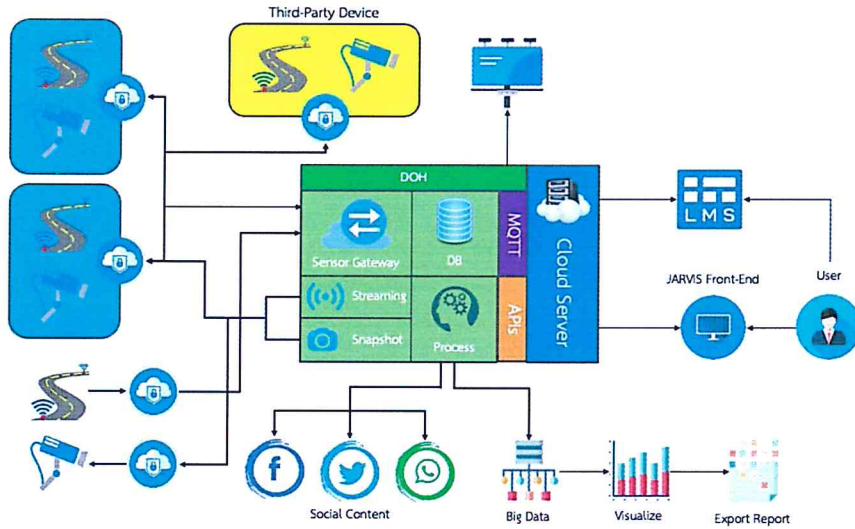 Third-Party Device
DOH
Sensor Gateway
DB
MQTT
Cloud Server
LMS
Streaming
Snapshot
Process
APIs
JARVIS Front-End
User
Social Content
Big Data
Visualize
Export Report